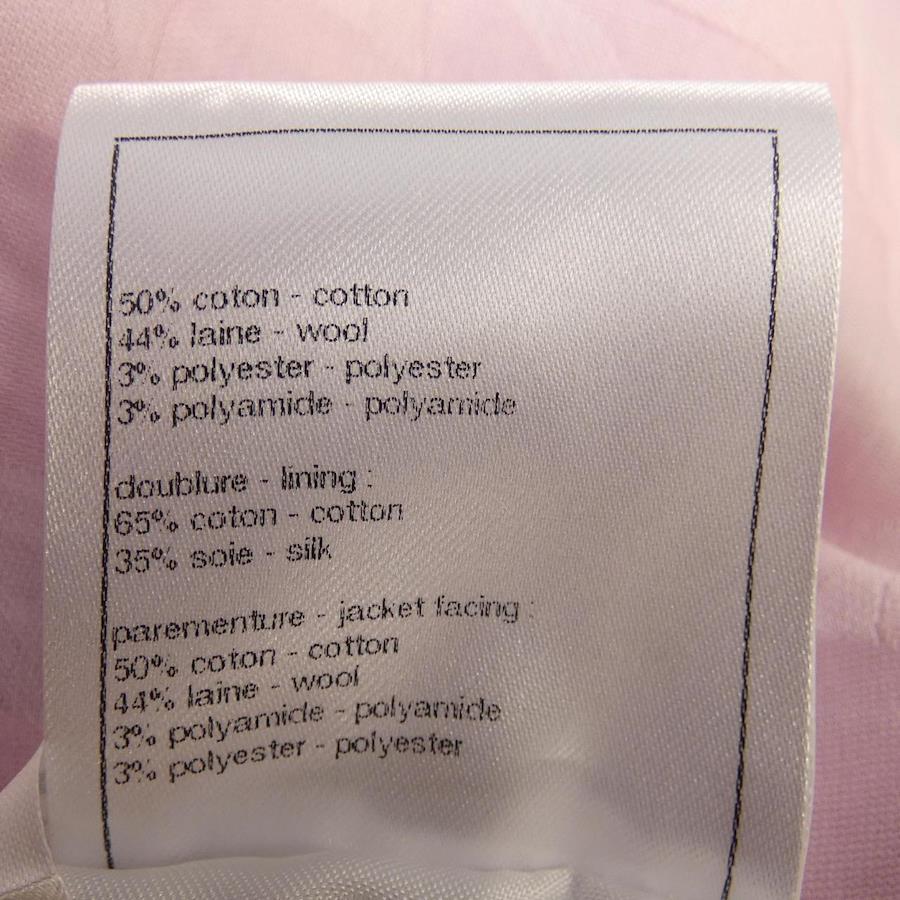 50% coton - cotton
44% laine - wool
3% polyester - polyester
3% polyamide - polyamide
doublure - lining :
65% coton - cotton
35% soie - silk
parementure - jacket facing :
50% coton - cotton
44% laine - wool
3% polyamide - polyamide
3% polyester - polyester